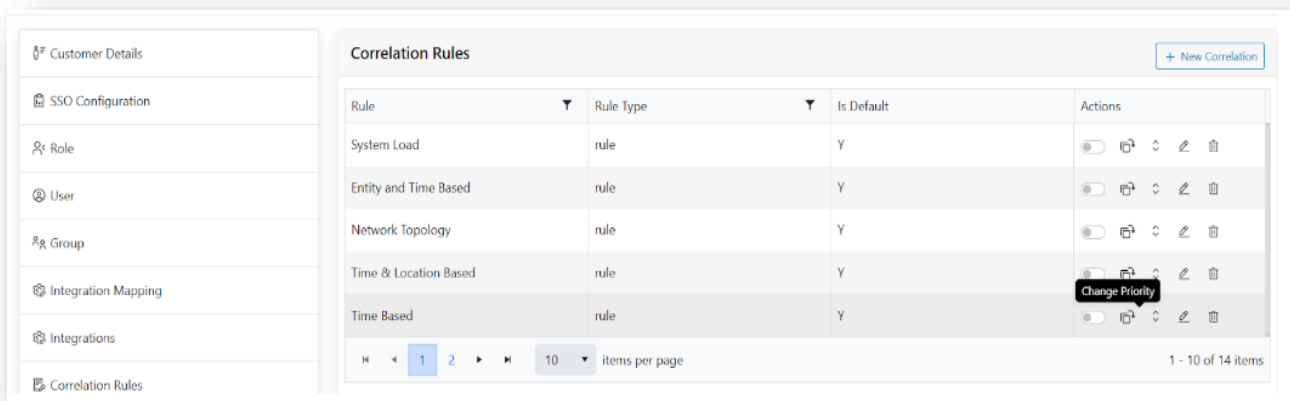 Customer Details
SSO Configuration
Role
User
Group
Integration Mapping
Integrations
Correlation Rules
Correlation Rules
+ New Correlation
Rule Rule Type Is Default Actions
System Load rule Y
Entity and Time Based rule Y
Network Topology rule Y
Time & Location Based rule Y
Change Priority
Time Based rule Y
1 2 10 items per page 1 - 10 of 14 items